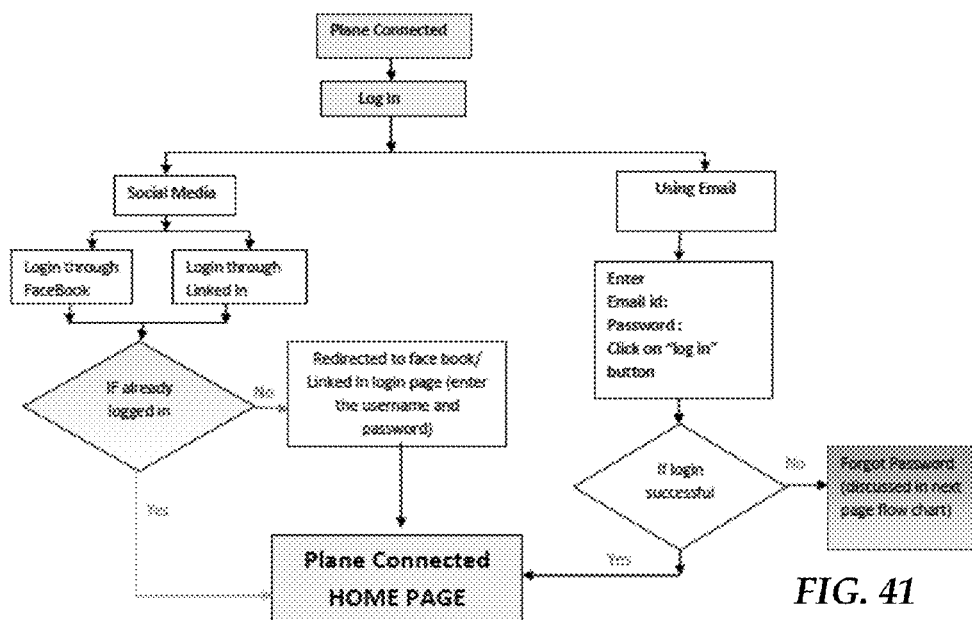 Plane Connected
Log In
Social Media
Using Email
Login through
FaceBook
Login through
Linked In
Enter
Email id:
Password :
Click on "log in"
button
IF already
logged in
No
Redirected to face book/
Linked In login page (enter
the username and
password)
If login
successful
No
Forgot Password
(discussed in next
page flow chart)
Yes
Yes
Plane Connected
HOME PAGE
FIG. 41